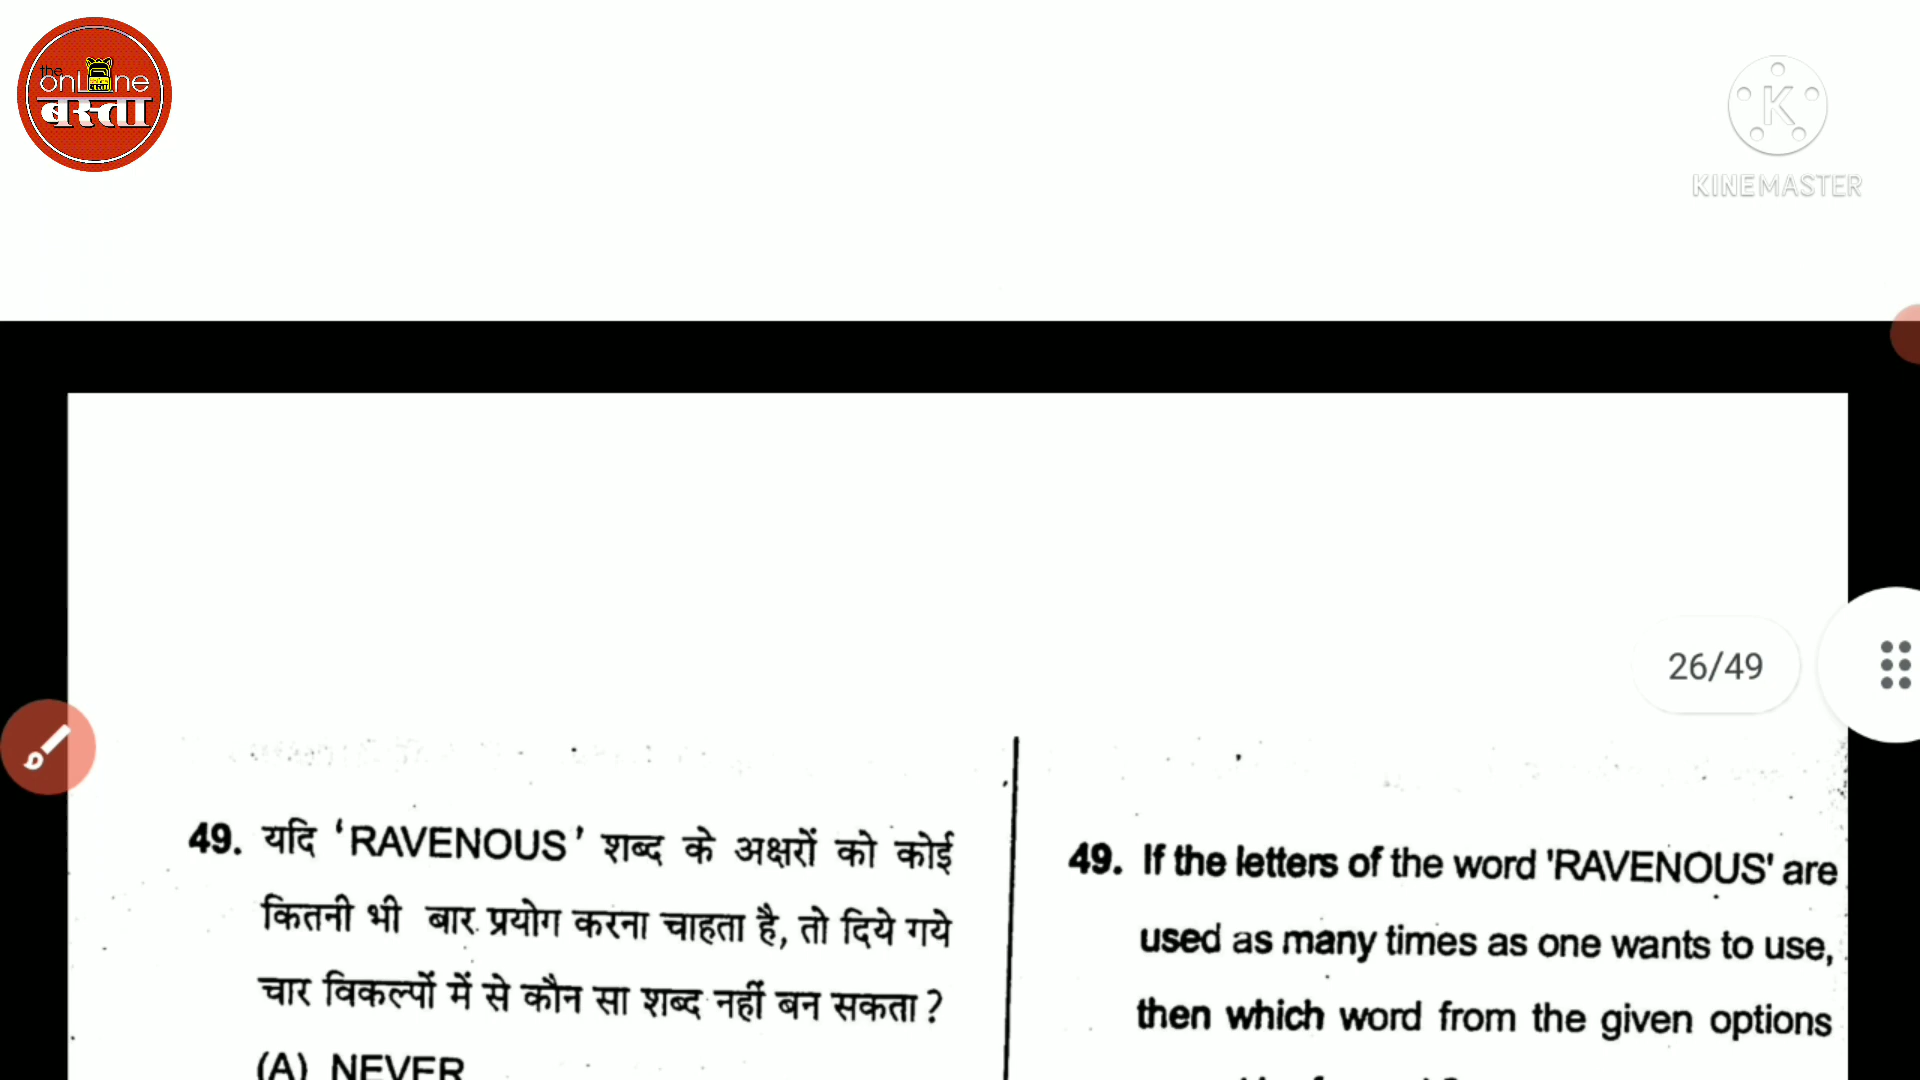 the
onLine
बस्ता
KINEMASTER
26/49
49. यदि ‘RAVENOUS’ शब्द के अक्षरों को कोई
कितनी भी बार प्रयोग करना चाहता है, तो दिये गये
चार विकल्पों में से कौन सा शब्द नहीं बन सकता ?
(A) NEVER
49. If the letters of the word 'RAVENOUS' are
used as many times as one wants to use,
then which word from the given options